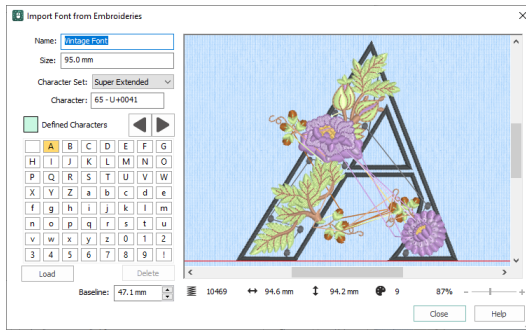 Import Font from Embroideries
Name: Vintage Font
Size: 95.0 mm
Character Set: Super Extended
Character: 65 - U+0041
Defined Characters
A B C D E F G
H I J K L M N O
P Q R S T U V W
X Y Z a b c d e
f g h i j k l m
n o p q r s t u
v w x y z 0 1 2
3 4 5 6 7 8 9 !
Load Delete
Baseline: 47.1 mm
10469 94.6 mm 94.2 mm 9 87% - +
Close Help